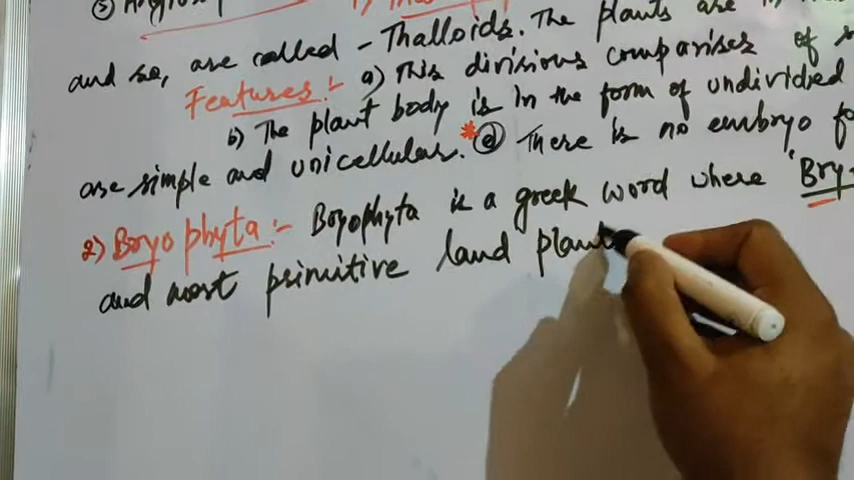 and so, are called - Thalloids. The plants are
Features :- a) This divisions comparises of
b) The plant body is in the form of undivided
are simple and unicellular. * d) There is no embryo
2) Bryophyta :- Bryophyta is a greek word where 'Bry
and most primitive land plant